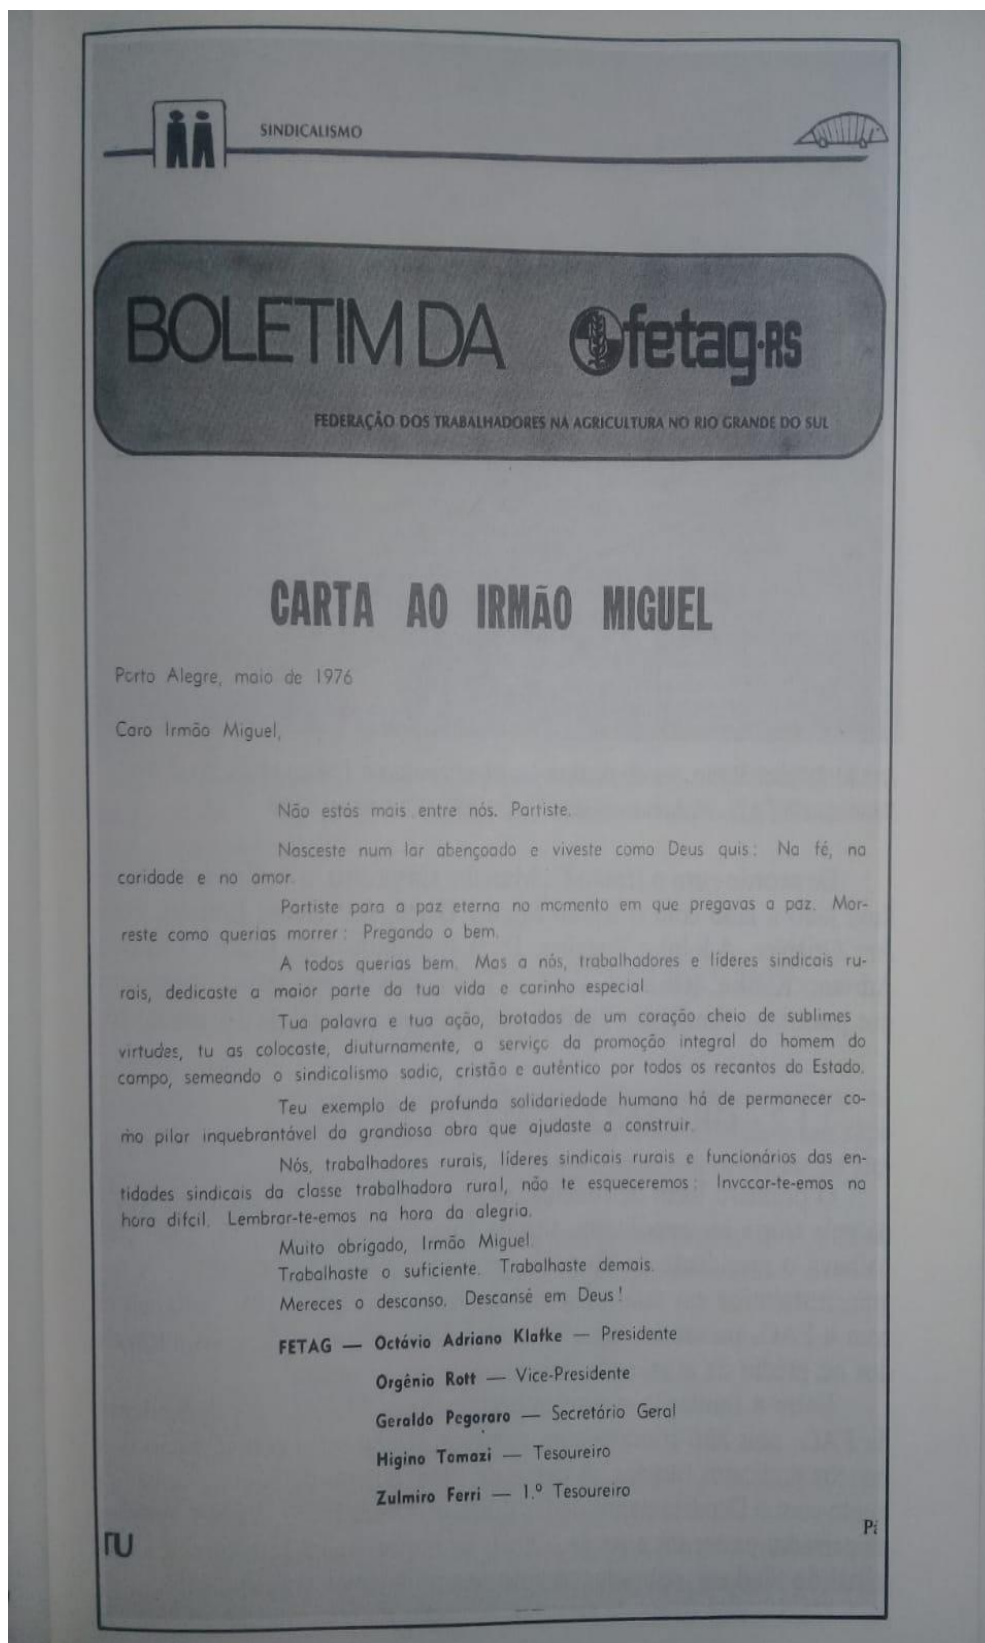 SINDICALISMO
BOLETIM DA fetag-RS
FEDERAÇÃO DOS TRABALHADORES NA AGRICULTURA NO RIO GRANDE DO SUL
CARTA AO IRMÃO MIGUEL
Porto Alegre, maio de 1976
Caro Irmão Miguel,
Não estás mais entre nós. Partiste.
Nasceste num lar abençoado e viveste como Deus quis: Na fé, na
caridade e no amor.
Partiste para a paz eterna no momento em que pregavas a paz. Mor-
reste como querias morrer: Pregando o bem.
A todos querias bem. Mas a nós, trabalhadores e líderes sindicais ru-
rais, dedicaste a maior parte da tua vida e carinho especial.
Tua palavra e tua ação, brotadas de um coração cheio de sublimes
virtudes, tu as colocaste, diuturnamente, a serviço da promoção integral do homem do
campo, semeando o sindicalismo sadio, cristão e autêntico por todos os recantos do Estado.
Teu exemplo de profunda solidariedade humana há de permanecer co-
mo pilar inquebrantável da grandiosa obra que ajudaste a construir.
Nós, trabalhadores rurais, líderes sindicais rurais e funcionários das en-
tidades sindicais da classe trabalhadora rural, não te esqueceremos: Invocar-te-emos na
hora difcil. Lembrar-te-emos na hora da alegria.
Muito obrigado, Irmão Miguel.
Trabalhaste o suficiente. Trabalhaste demais.
Mereces o descanso. Descansê em Deus!
FETAG — Octávio Adriano Klafke — Presidente
Orgênio Rott — Vice-Presidente
Geraldo Pegoraro — Secretário Geral
Higino Tomazi — Tesoureiro
Zulmiro Ferri — 1.º Tesoureiro